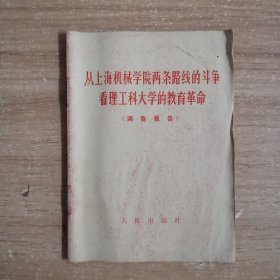 从上海机械学院两条路线的斗争
看理工科大学的教育革命
（调查报告）
人民出版社